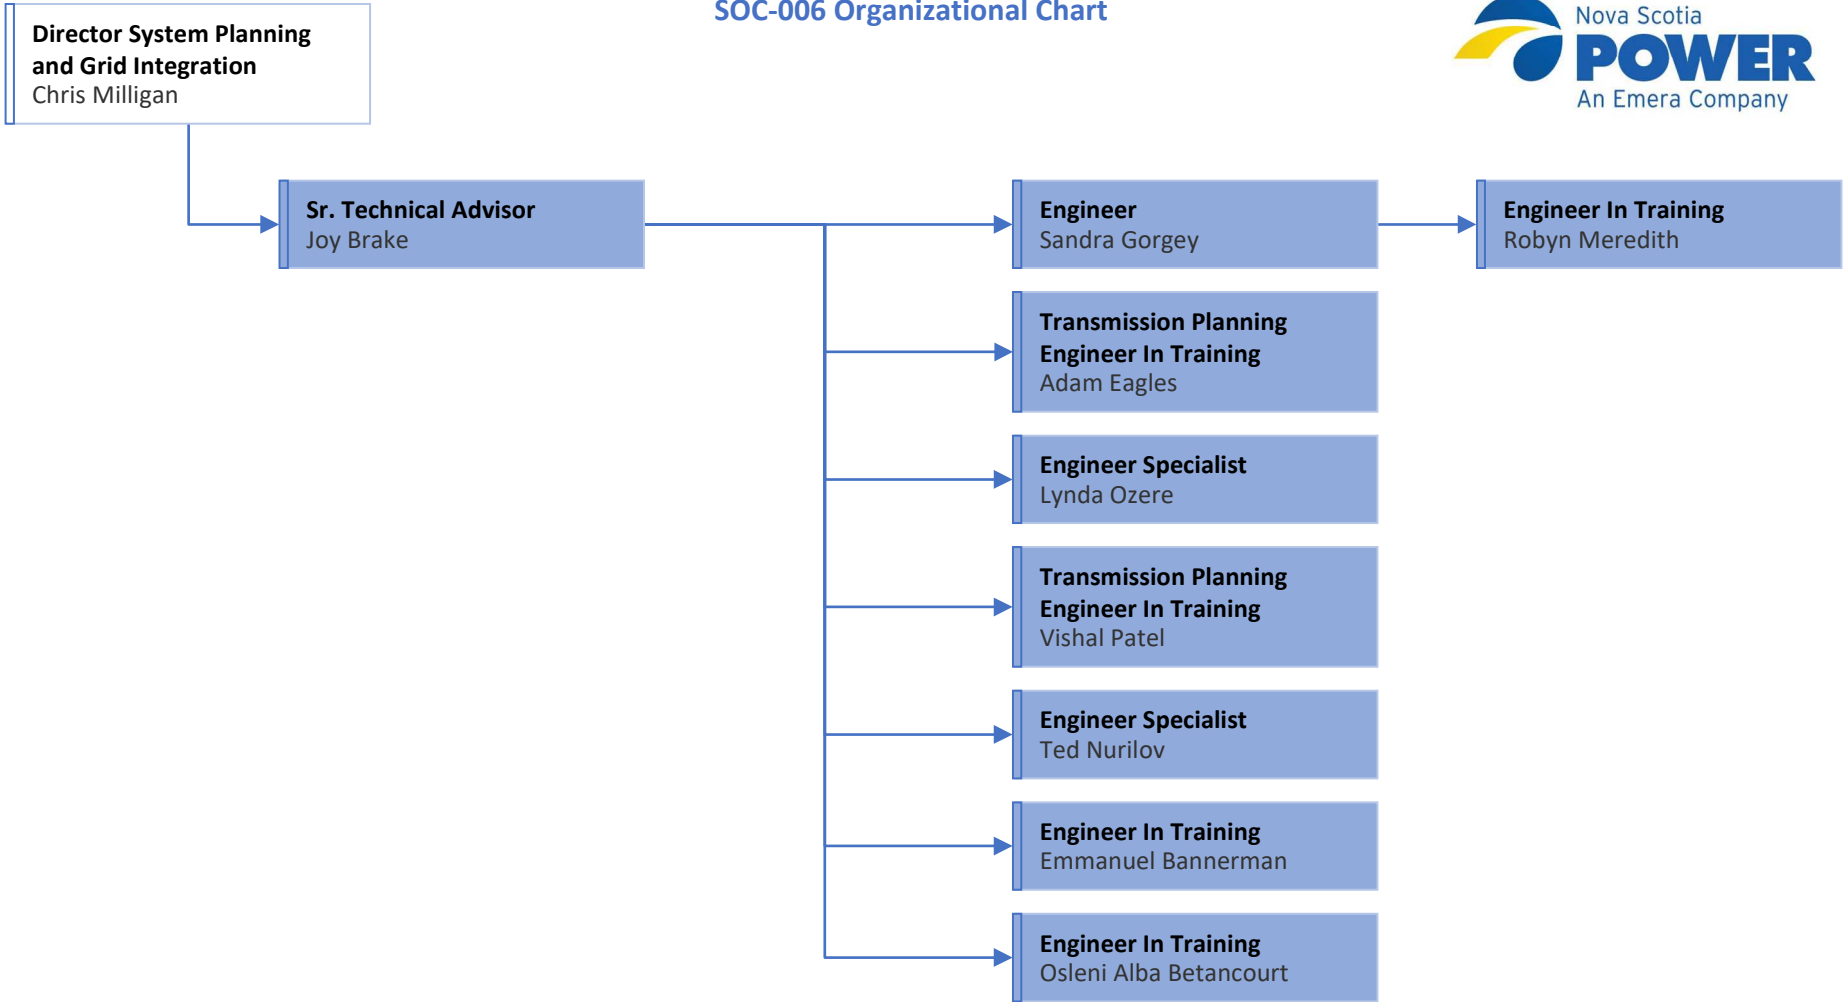 SOC-006 Organizational Chart
Nova Scotia
POWER
An Emera Company
Director System Planning
and Grid Integration
Chris Milligan
Sr. Technical Advisor
Joy Brake
Engineer
Sandra Gorgey
Engineer In Training
Robyn Meredith
Transmission Planning
Engineer In Training
Adam Eagles
Engineer Specialist
Lynda Ozere
Transmission Planning
Engineer In Training
Vishal Patel
Engineer Specialist
Ted Nurilov
Engineer In Training
Emmanuel Bannerman
Engineer In Training
Osleni Alba Betancourt